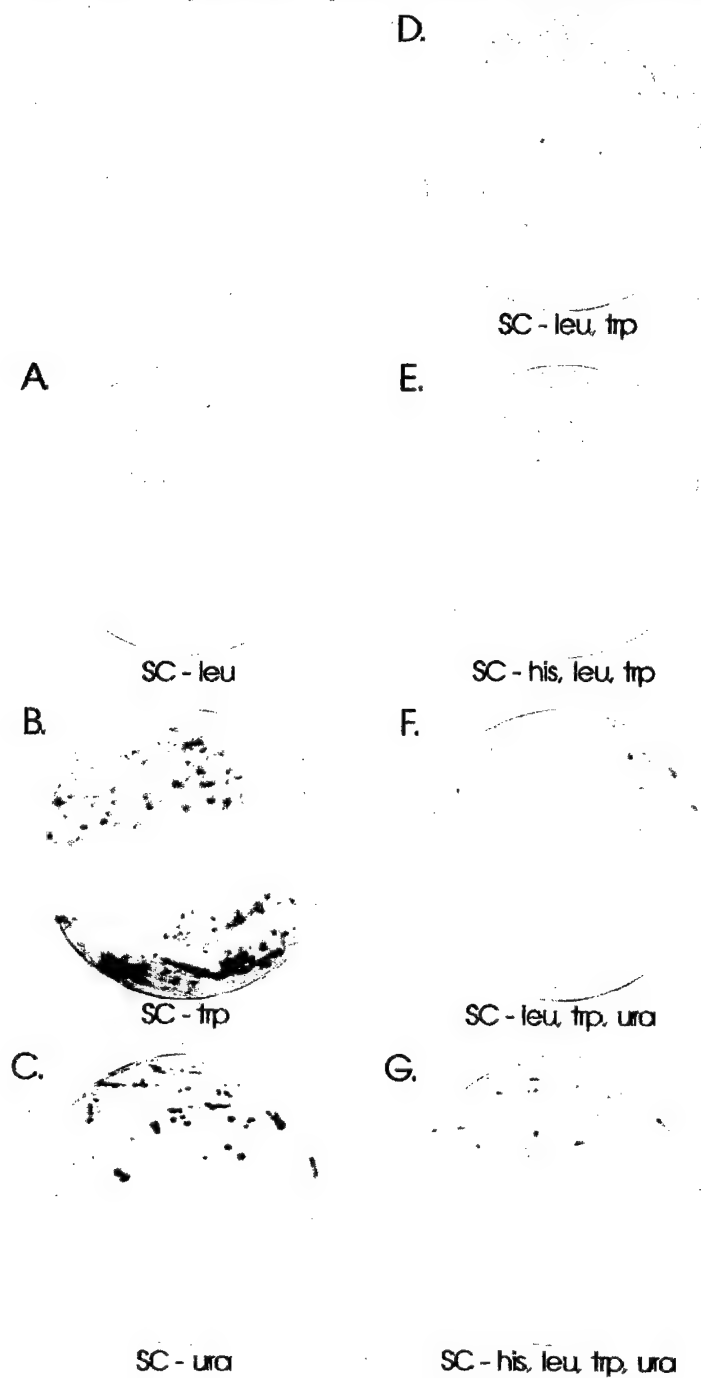 D.
SC - leu, trp
A.
SC - leu
E.
SC - his, leu, trp
B.
SC - trp
F.
SC - leu, trp, ura
C.
SC - ura
G.
SC - his, leu, trp, ura